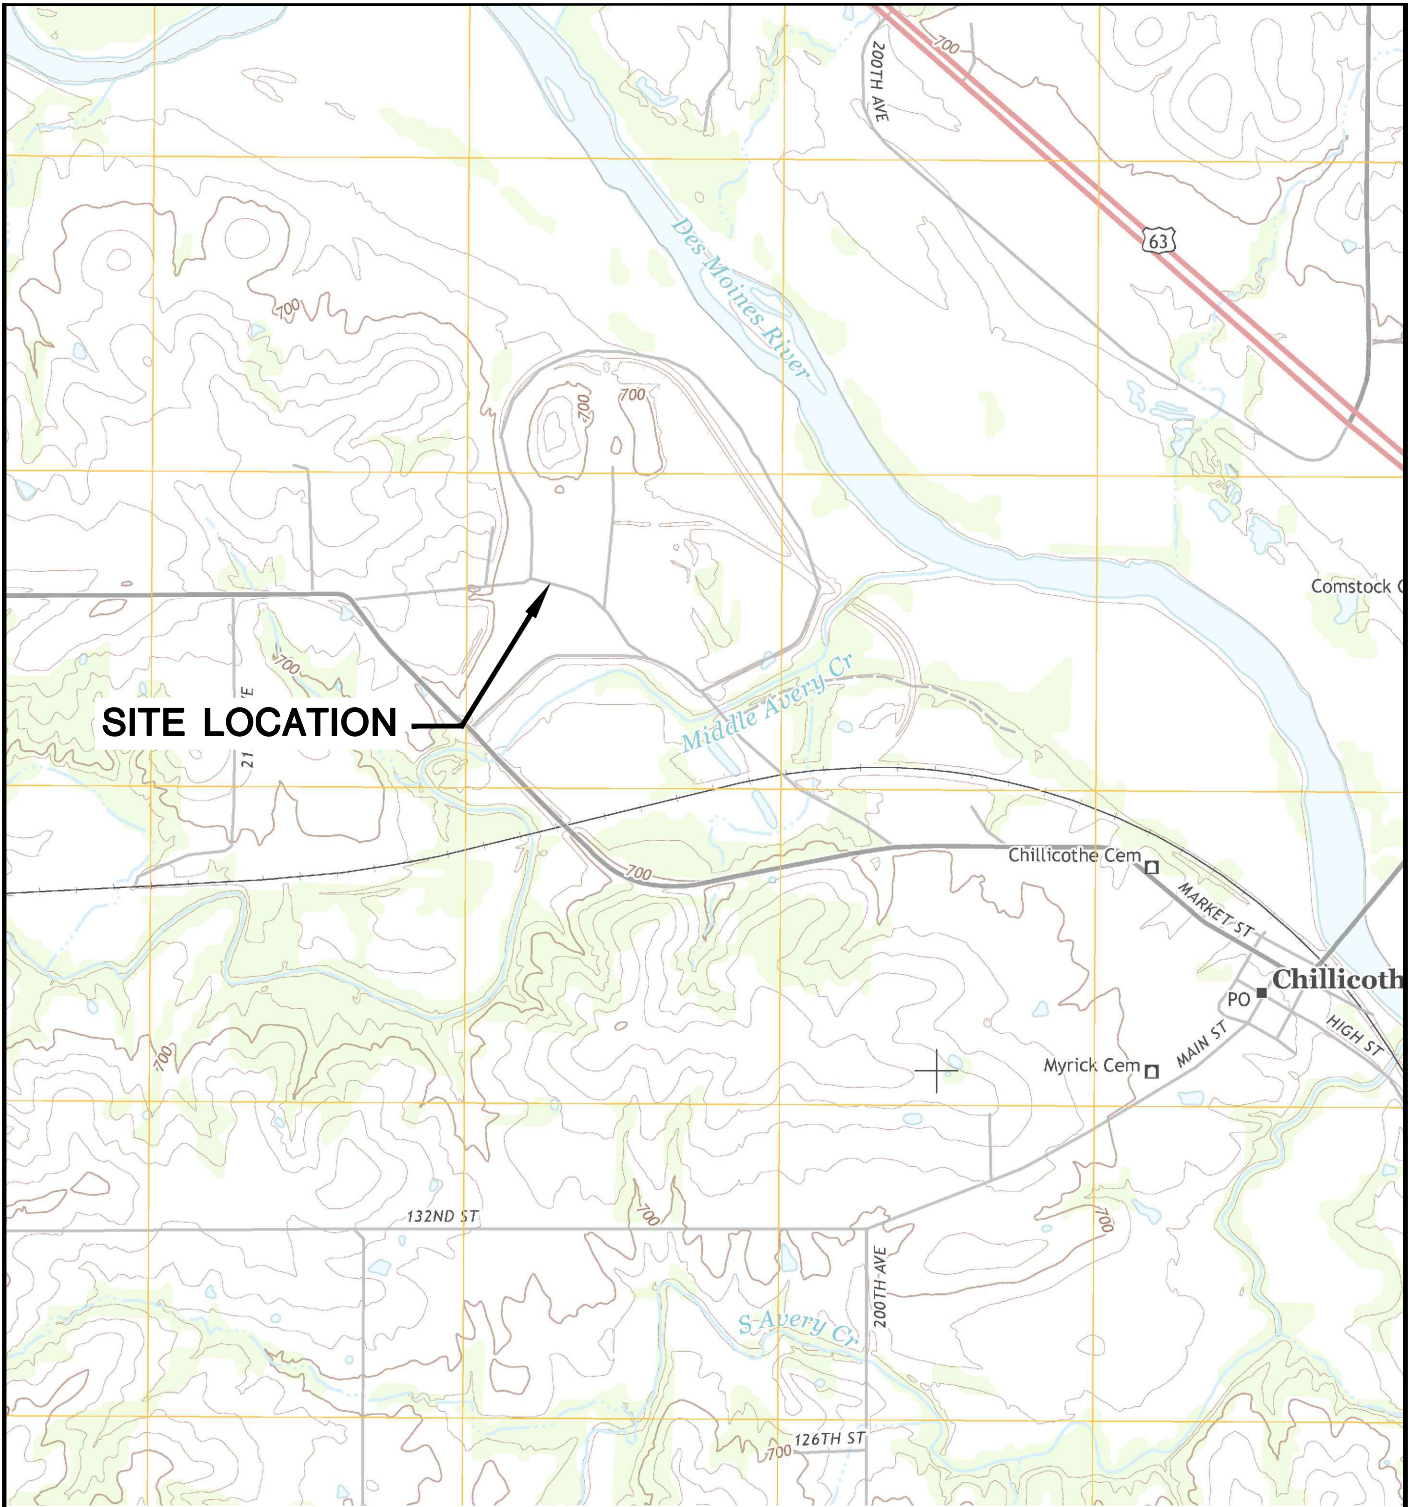 700
200TH AVE
63
Des Moines River
700
700
700
Comstock
700
SITE LOCATION
Middle Avery Cr
700
Chillicothe Cem
MARKET ST
Chillicoth
PO
HIGH ST
MAIN ST
700
Myrick Cem
132ND ST
700
700
200TH AVE
S Avery Cr
126TH ST
700